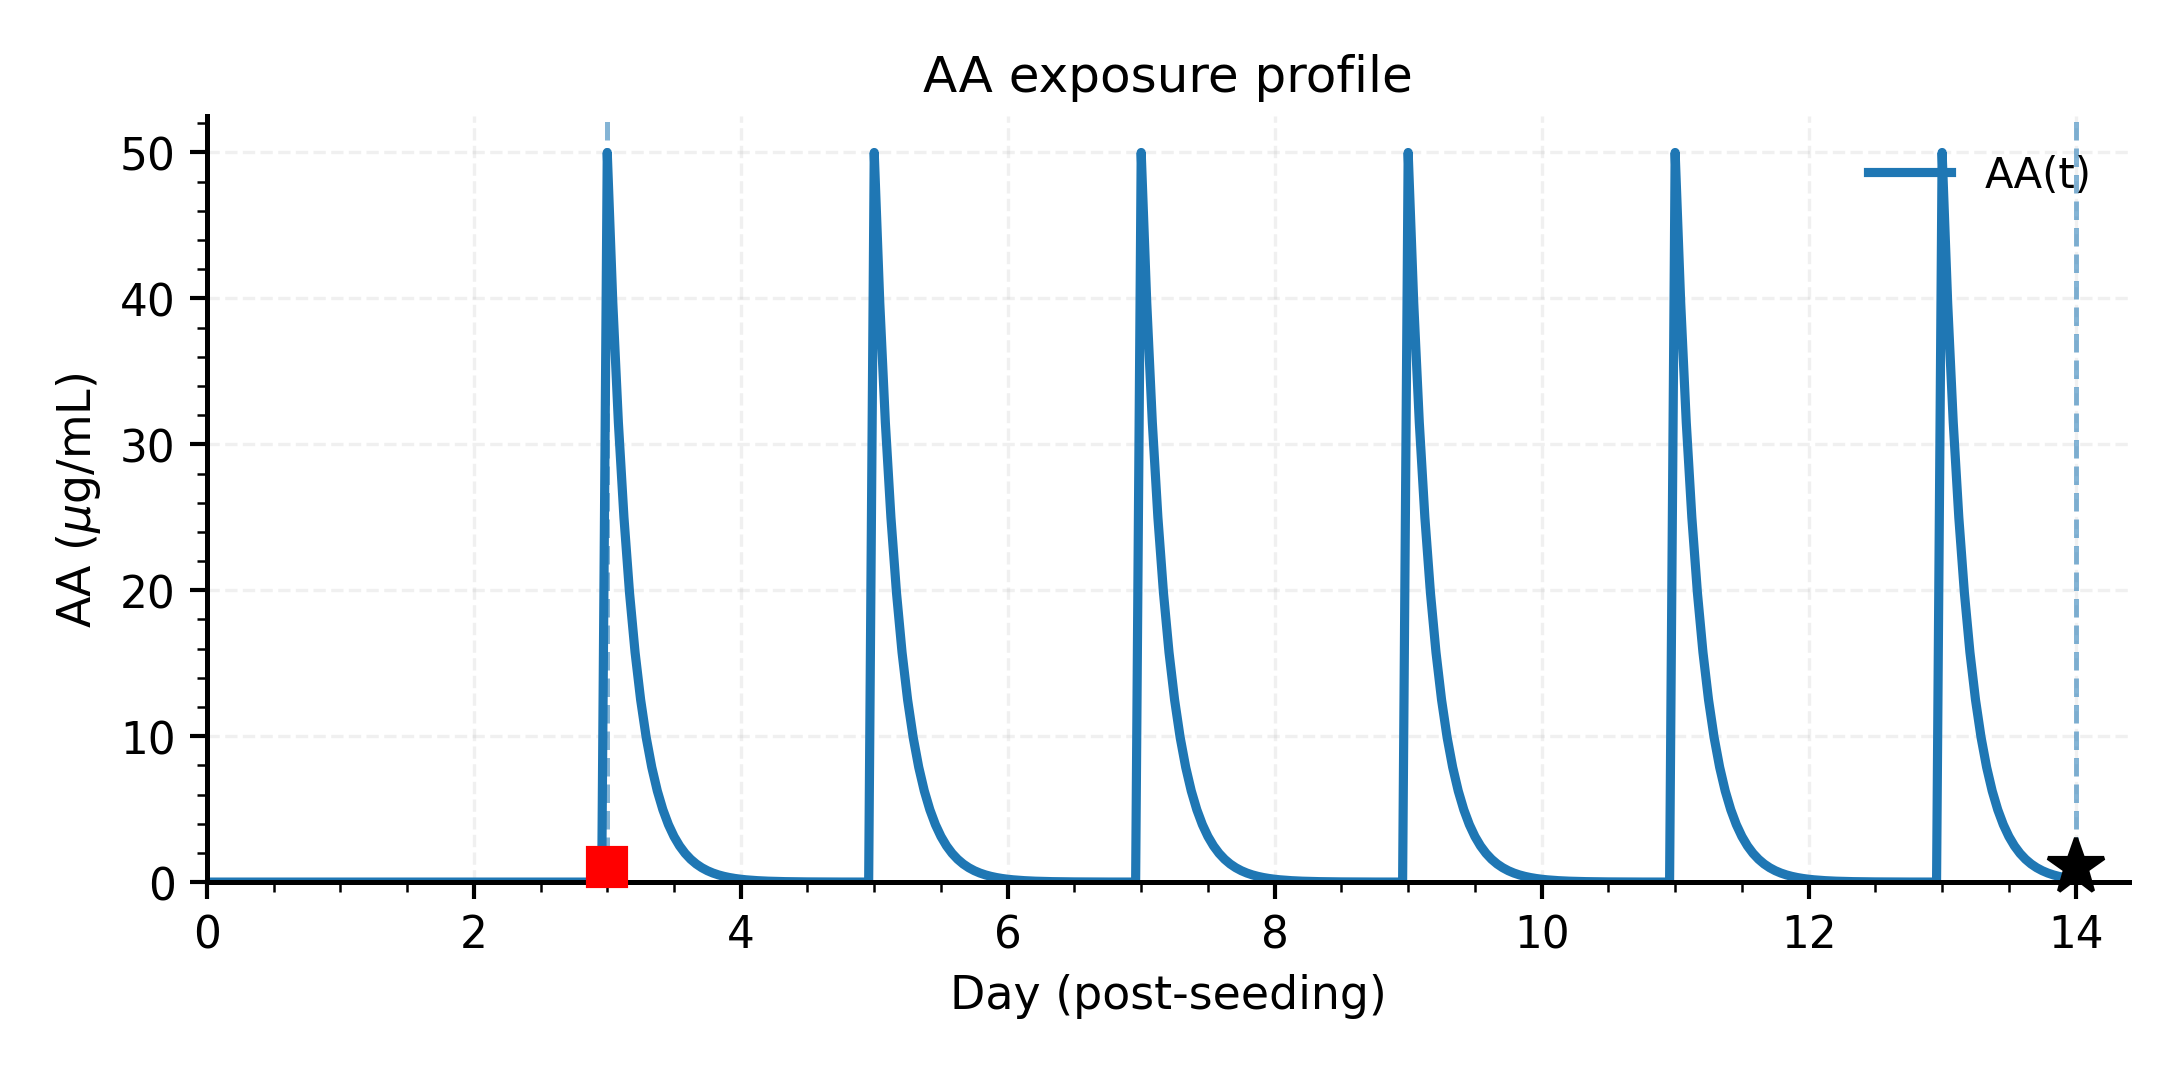 AA exposure profile
50
40
30
20
10
0
AA (μg/mL)
AA(t)
0 2 4 6 8 10 12 14
Day (post-seeding)